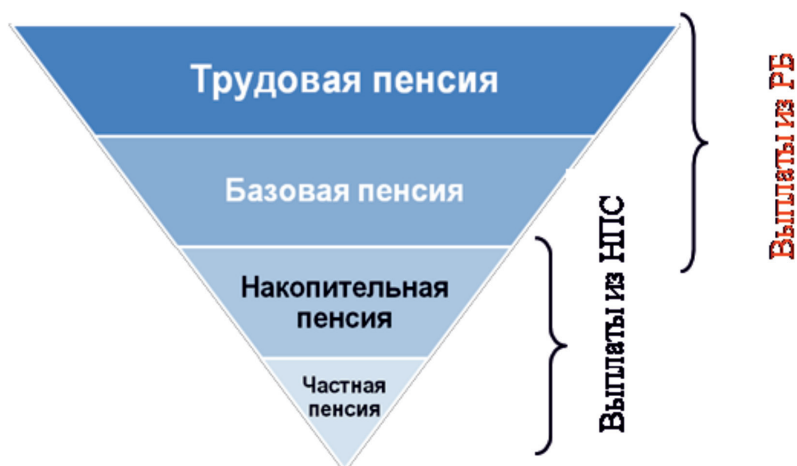 Трудовая пенсия
Базовая пенсия
Накопительная
пенсия
Частная
пенсия
Выплаты из НПС
Выплаты из РБ